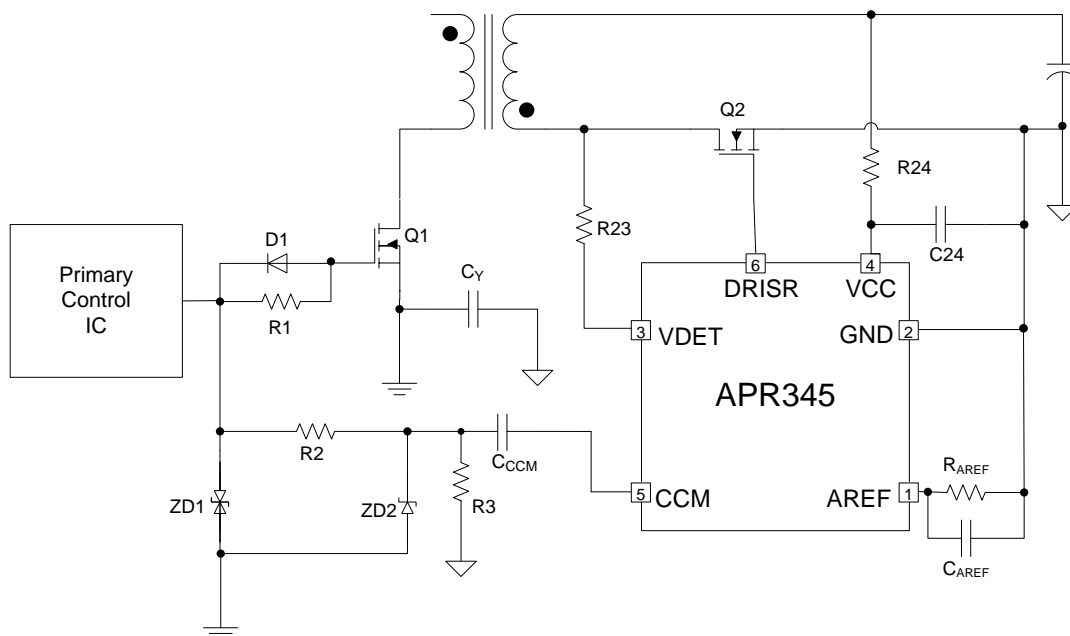 Q2
R24
R23
D1
Q1
C24
Primary
Control
IC
CY
6
4
DRISR
VCC
R1
3
VDET
GND
2
APR345
R2
CCCM
RAREF
ZD1
ZD2
R3
5
CCM
AREF
1
CAREF